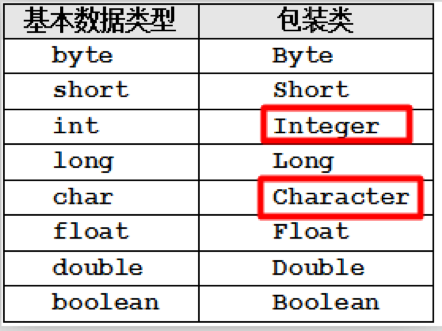 基本数据类型 包装类
byte Byte
short Short
int Integer
long Long
char Character
float Float
double Double
boolean Boolean